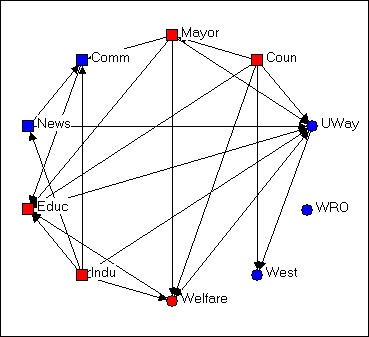 Mayor
Comm
Coun
News
UWay
Educ
WRO
Indu
West
Welfare